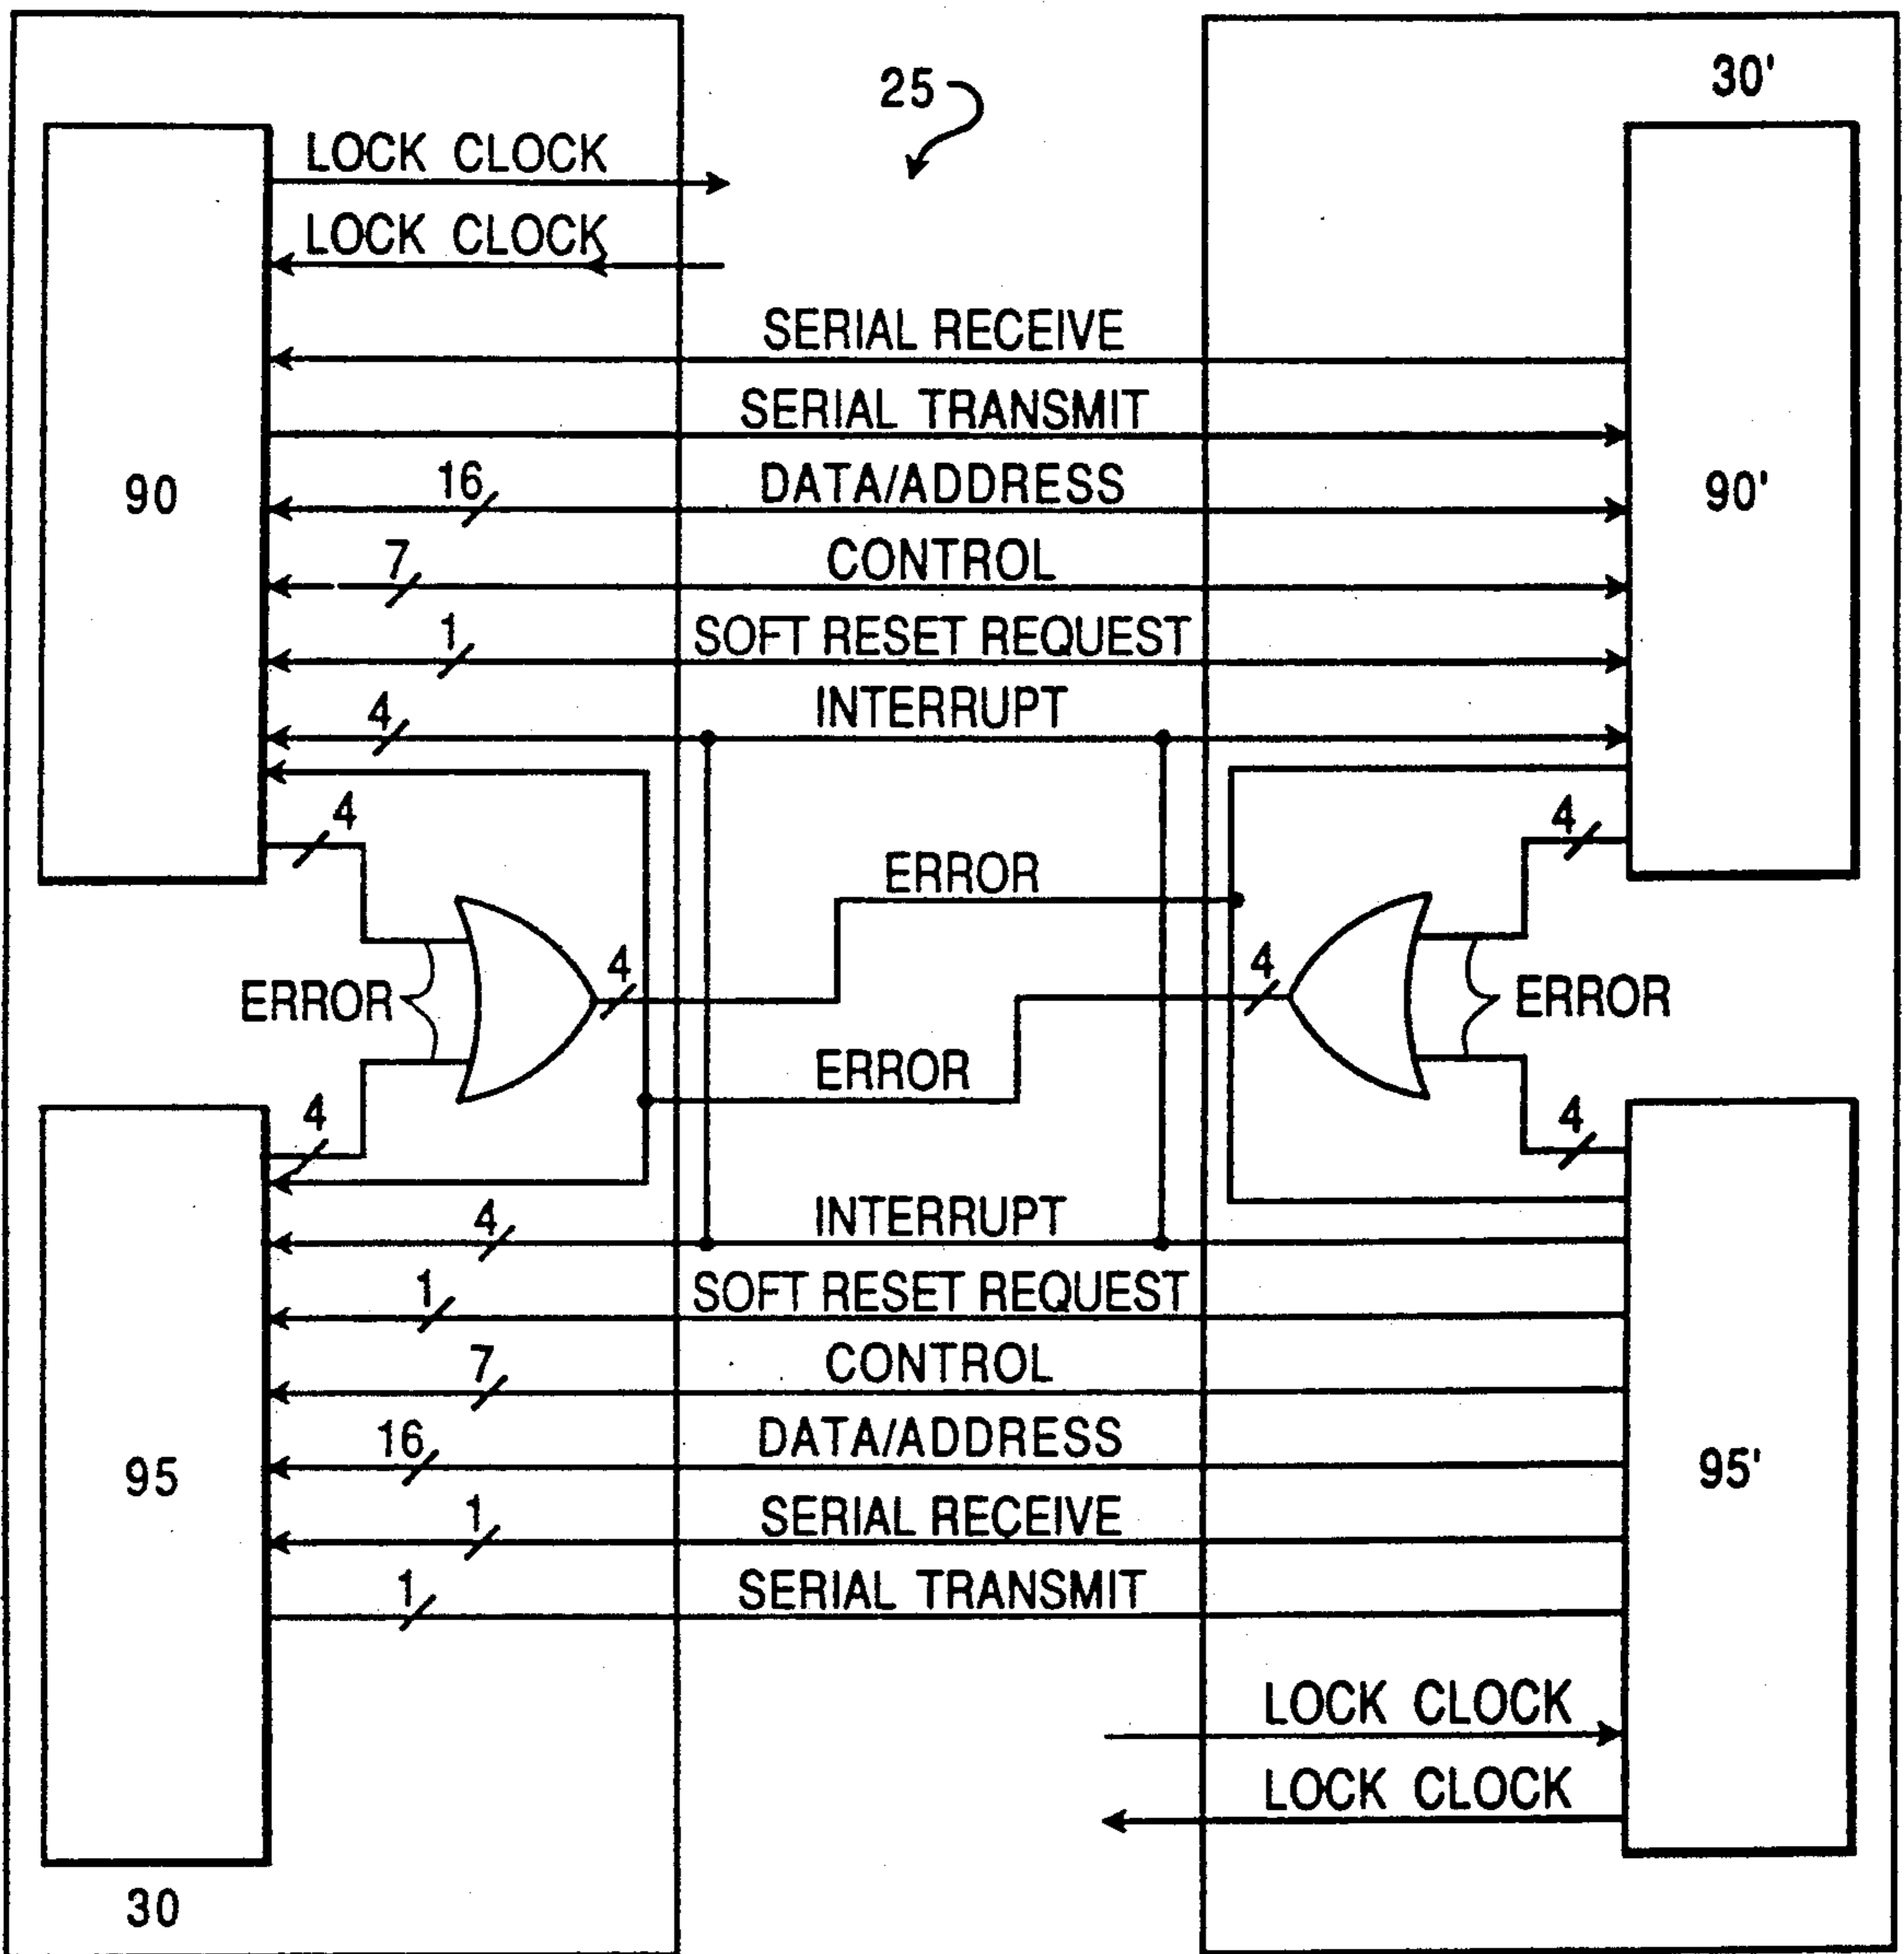 30'
25
LOCK CLOCK
LOCK CLOCK
SERIAL RECEIVE
SERIAL TRANSMIT
90
16
DATA/ADDRESS
90'
7
CONTROL
1
SOFT RESET REQUEST
4
INTERRUPT
4
4
ERROR
ERROR
4
4
ERROR
ERROR
4
4
4
INTERRUPT
1
SOFT RESET REQUEST
7
CONTROL
16
DATA/ADDRESS
95
95'
1
SERIAL RECEIVE
1
SERIAL TRANSMIT
LOCK CLOCK
LOCK CLOCK
30